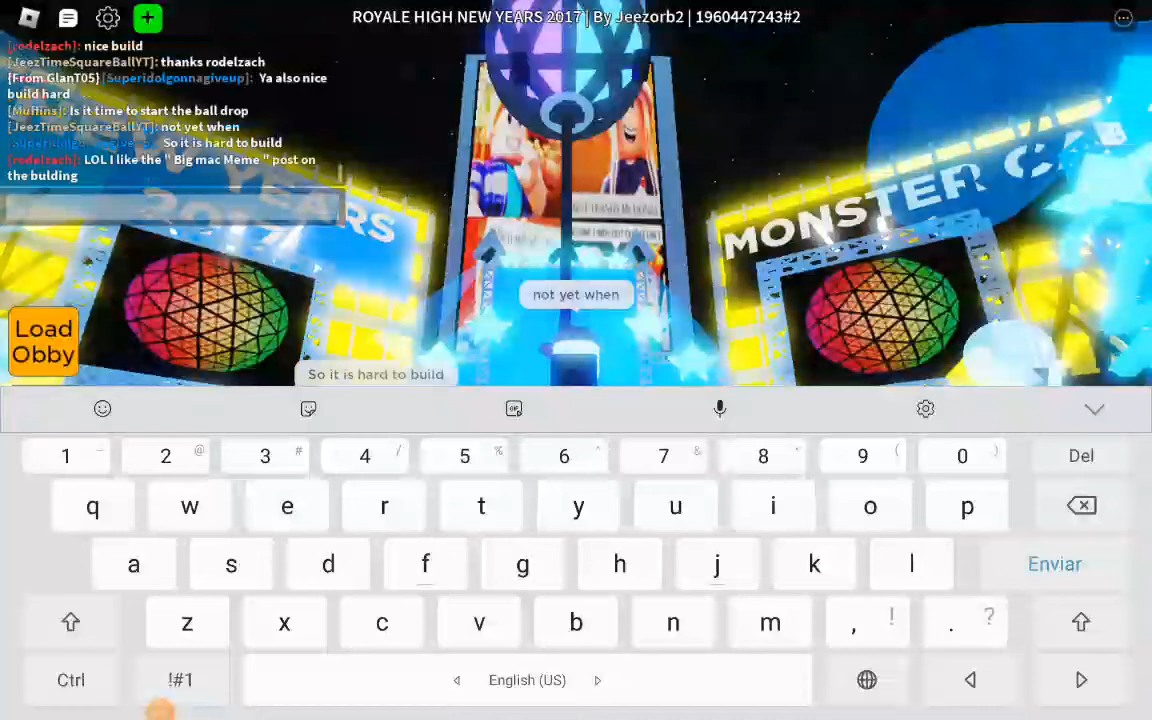 ROYALE HIGH NEW YEARS 2017 | By Jeezorb2 | 1960447243#2
[rodelzach]: nice build
[JeezTimeSquareBallYT]: thanks rodelzach
{From GlanT05} [Superidolgonnagiveup]: Ya also nice
build hard
[Muffins]: Is it time to start the ball drop
[JeezTimeSquareBallYT]: not yet when
So it is hard to build
[rodelzach]: LOL I like the " Big mac Meme " post on
the bulding
YEARS
2017
MONSTER
not yet when
Load
Obby
So it is hard to build
1 - 2 @ 3 # 4 / 5 % 6 ^ 7 & 8 * 9 ( 0 ) Del
q w e r t y u i o p
a s d f g h j k l Enviar
z x c v b n m , ! . ?
Ctrl !#1 English (US)